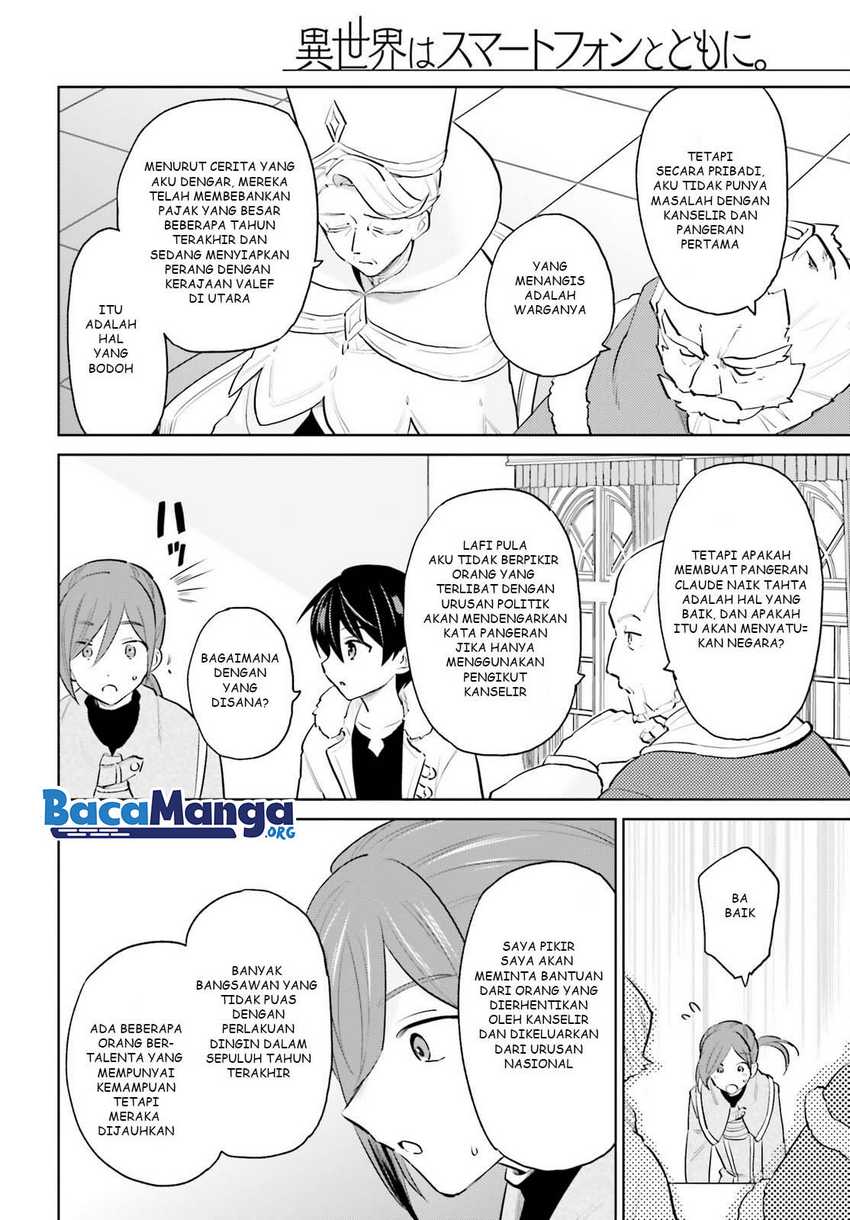 異世界はスマートフォンとともに。
TETAPI
SECARA PRIBADI,
AKU TIDAK PUNYA
MASALAH DENGAN
KANSELIR DAN
PANGERAN
PERTAMA
YANG
MENANGIS
ADALAH
WARGANYA
MENURUT CERITA YANG
AKU DENGAR, MEREKA
TELAH MEMBEBANKAN
PAJAK YANG BESAR
BEBERAPA TAHUN
TERAKHIR DAN
SEDANG MENYIAPKAN
PERANG DENGAN
KERAJAAN VALEF
DI UTARA
ITU
ADALAH
HAL
YANG
BODOH
TETAPI APAKAH
MEMBUAT PANGERAN
CLAUDE NAIK TAHTA
ADALAH HAL YANG
BAIK, DAN APAKAH
ITU AKAN MENYATU=
KAN NEGARA?
LAFI PULA
AKU TIDAK BERPIKIR
ORANG YANG
TERLIBAT DENGAN
URUSAN POLITIK
AKAN MENDENGARKAN
KATA PANGERAN
JIKA HANYA
MENGGUNAKAN
PENGIKUT
KANSELIR
BAGAIMANA
DENGAN
YANG
DISANA?
BacaManga
.ORG
BA
BAIK
SAYA PIKIR
SAYA AKAN
MEMINTA BANTUAN
DARI ORANG YANG
DIERHENTIKAN
OLEH KANSELIR
DAN DIKELUARKAN
DARI URUSAN
NASIONAL
BANYAK
BANGSAWAN YANG
TIDAK PUAS
DENGAN
PERLAKUAN
DINGIN DALAM
SEPULUH TAHUN
TERAKHIR
ADA BEBERAPA
ORANG BER-
TALENTA YANG
MEMPUNYAI
KEMAMPUAN
TETAPI
MERAKA
DIJAUHKAN